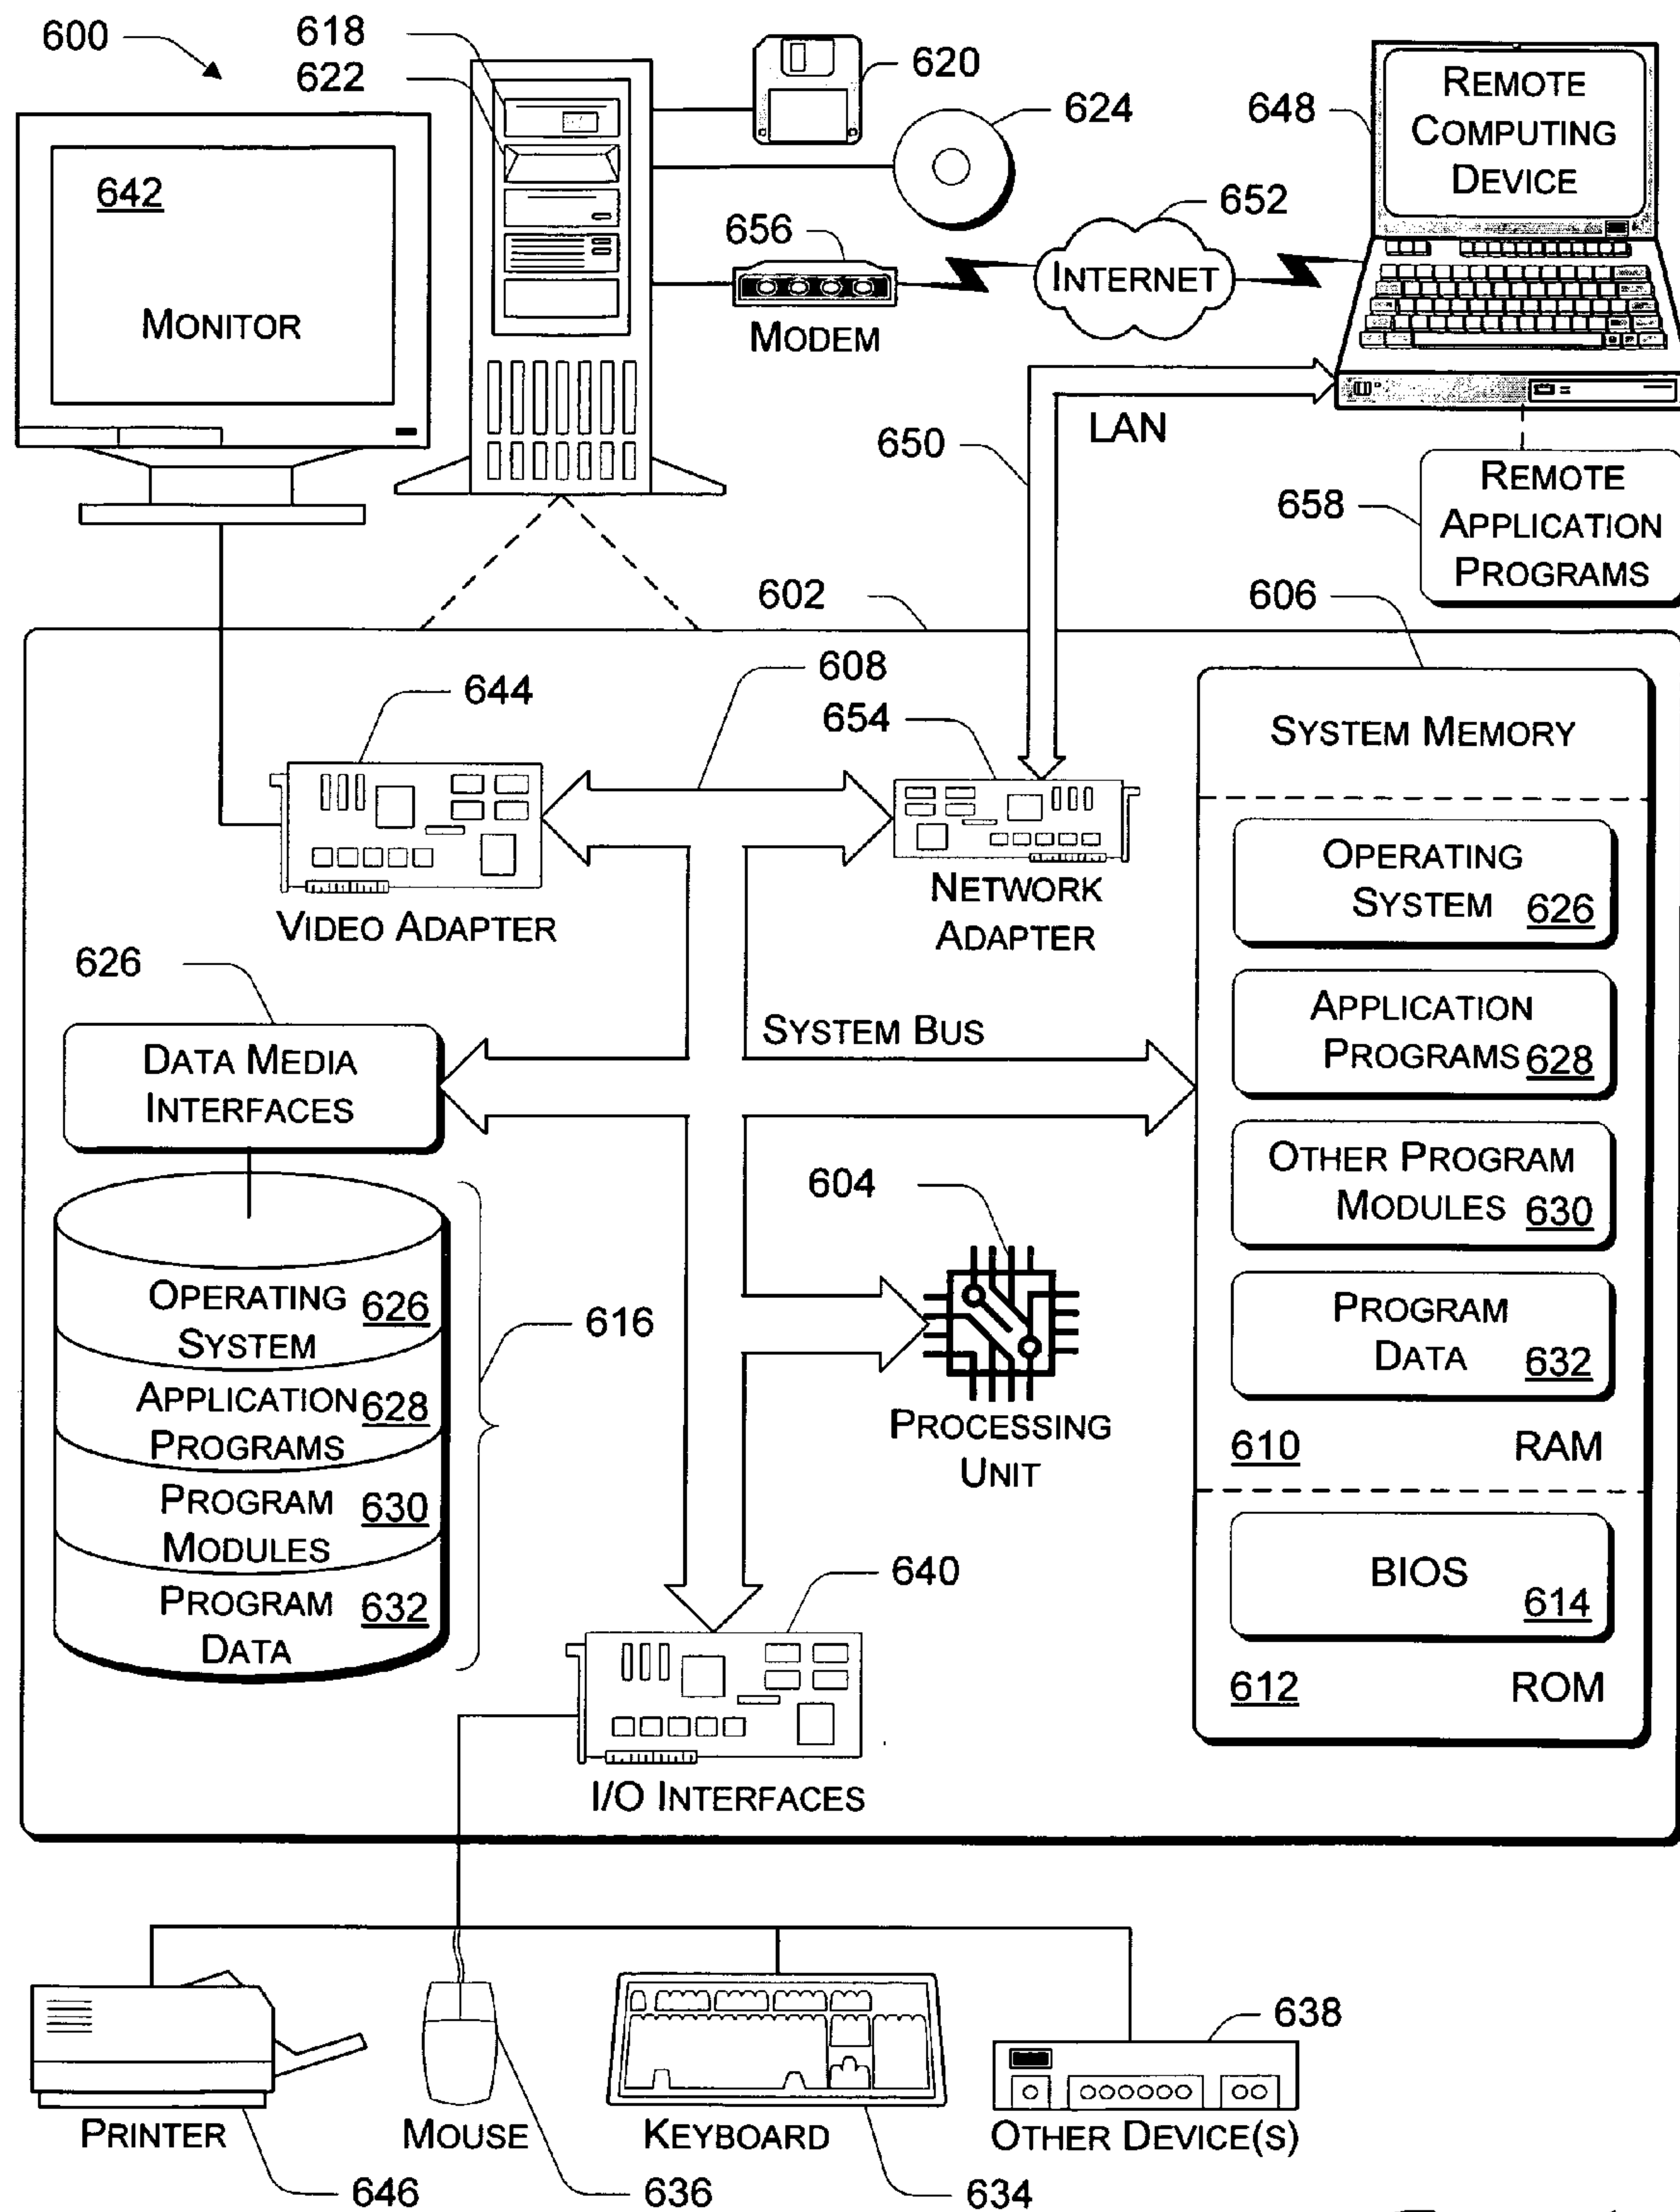 600
618
622
620
624
648
REMOTE
COMPUTING
DEVICE
642
MONITOR
656
MODEM
652
INTERNET
LAN
650
658
REMOTE
APPLICATION
PROGRAMS
602
606
608
644
654
VIDEO ADAPTER
NETWORK
ADAPTER
SYSTEM MEMORY
OPERATING
SYSTEM 626
APPLICATION
PROGRAMS 628
OTHER PROGRAM
MODULES 630
PROGRAM
DATA 632
610 RAM
BIOS
614
612 ROM
626
DATA MEDIA
INTERFACES
SYSTEM BUS
OPERATING 626
SYSTEM
APPLICATION 628
PROGRAMS
PROGRAM 630
MODULES
PROGRAM 632
DATA
616
604
PROCESSING
UNIT
640
I/O INTERFACES
PRINTER
646
MOUSE
636
KEYBOARD
634
638
OTHER DEVICE(S)